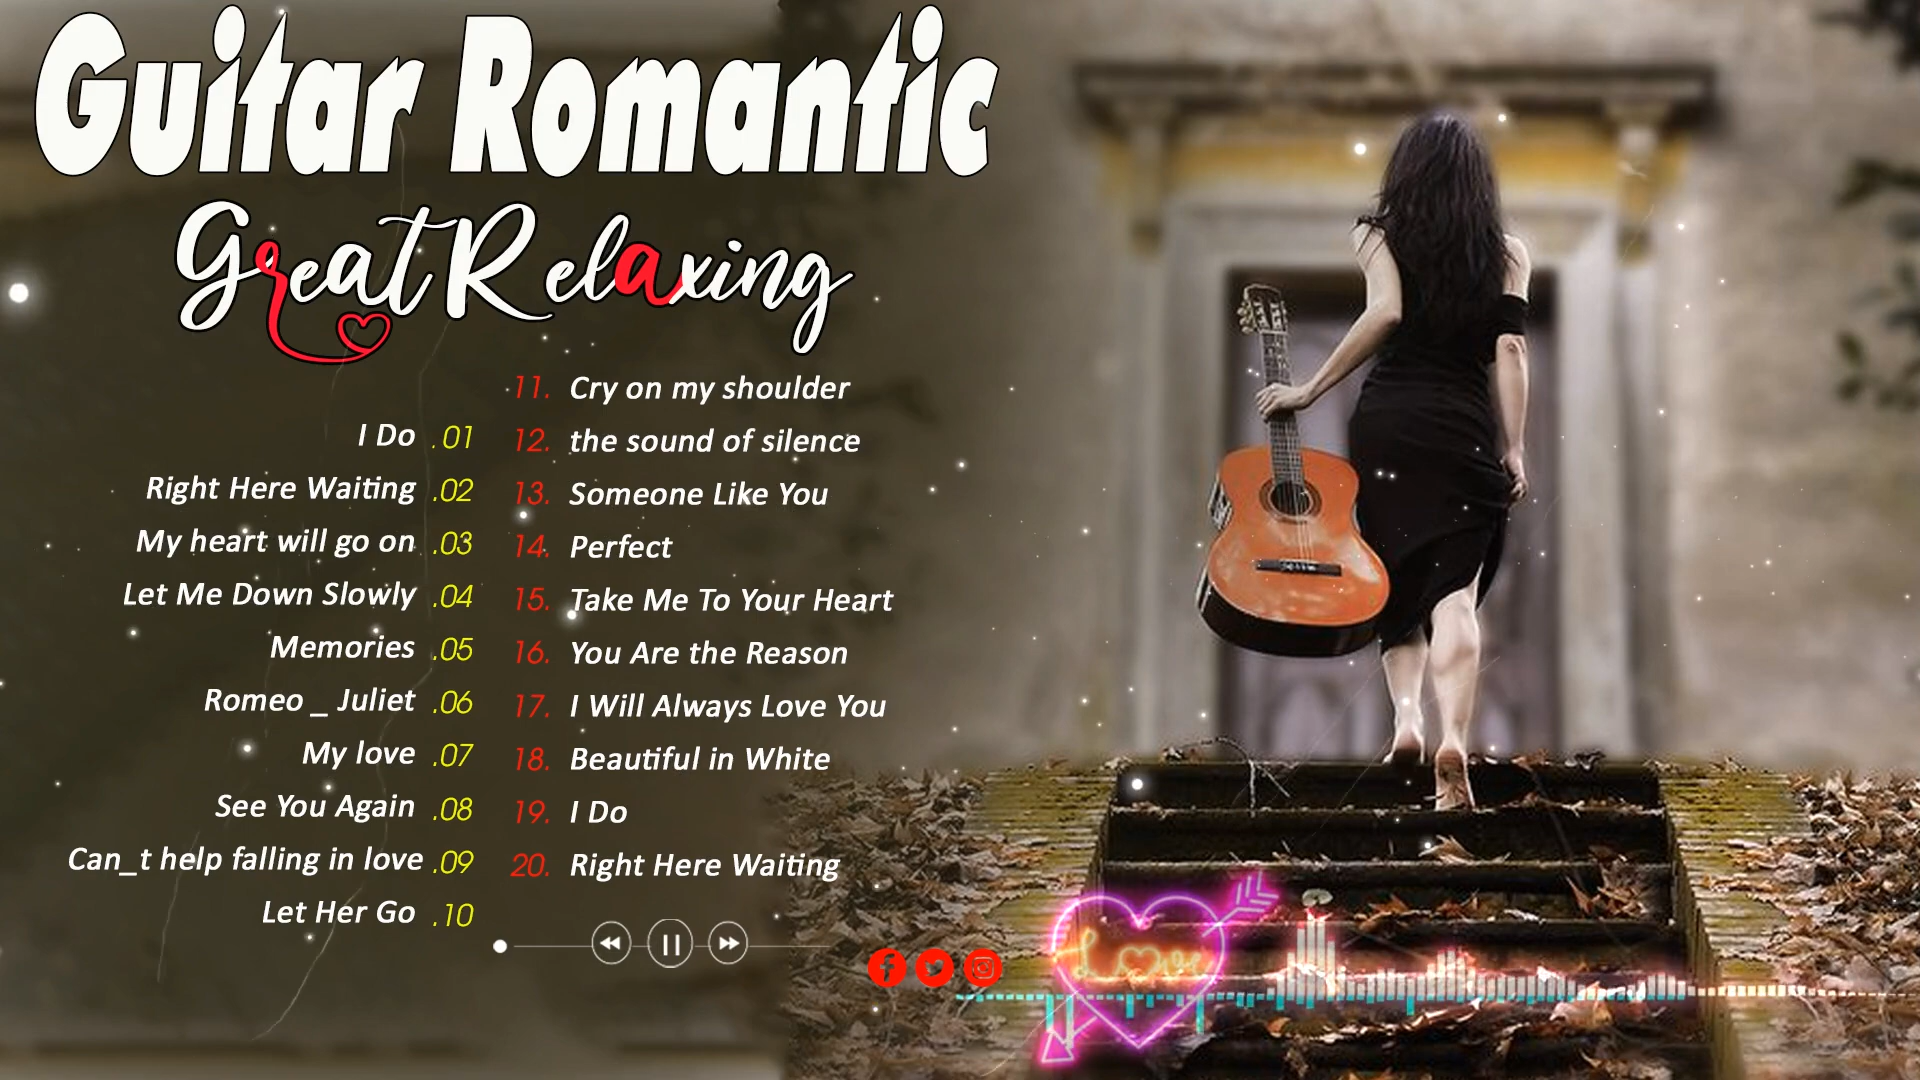 Guitar Romantic
Great Relaxing
I Do .01
Right Here Waiting .02
My heart will go on .03
Let Me Down Slowly .04
Memories .05
Romeo _ Juliet .06
My love .07
See You Again .08
Can_t help falling in love .09
Let Her Go .10
11. Cry on my shoulder
12. the sound of silence
13. Someone Like You
14. Perfect
15. Take Me To Your Heart
16. You Are the Reason
17. I Will Always Love You
18. Beautiful in White
19. I Do
20. Right Here Waiting
Love